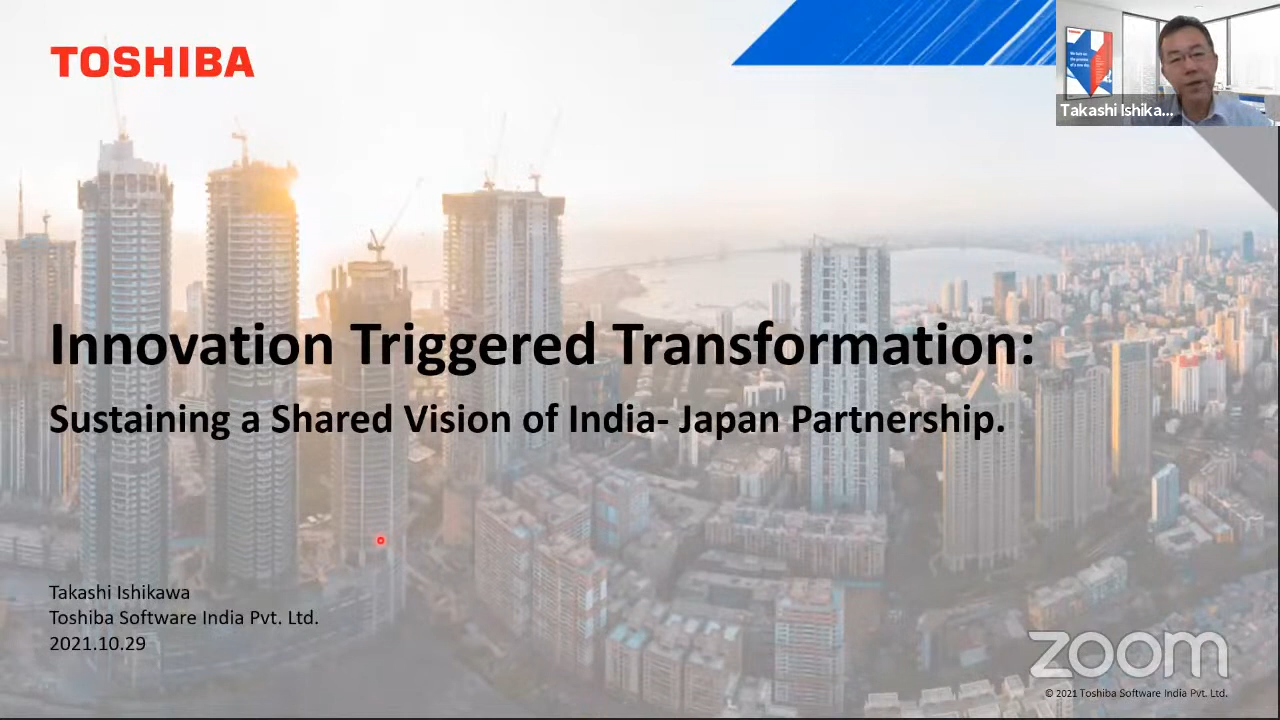 TOSHIBA
Takashi Ishika...
Innovation Triggered Transformation:
Sustaining a Shared Vision of India- Japan Partnership.
Takashi Ishikawa
Toshiba Software India Pvt. Ltd.
2021.10.29
zoom
© 2021 Toshiba Software India Pvt. Ltd.